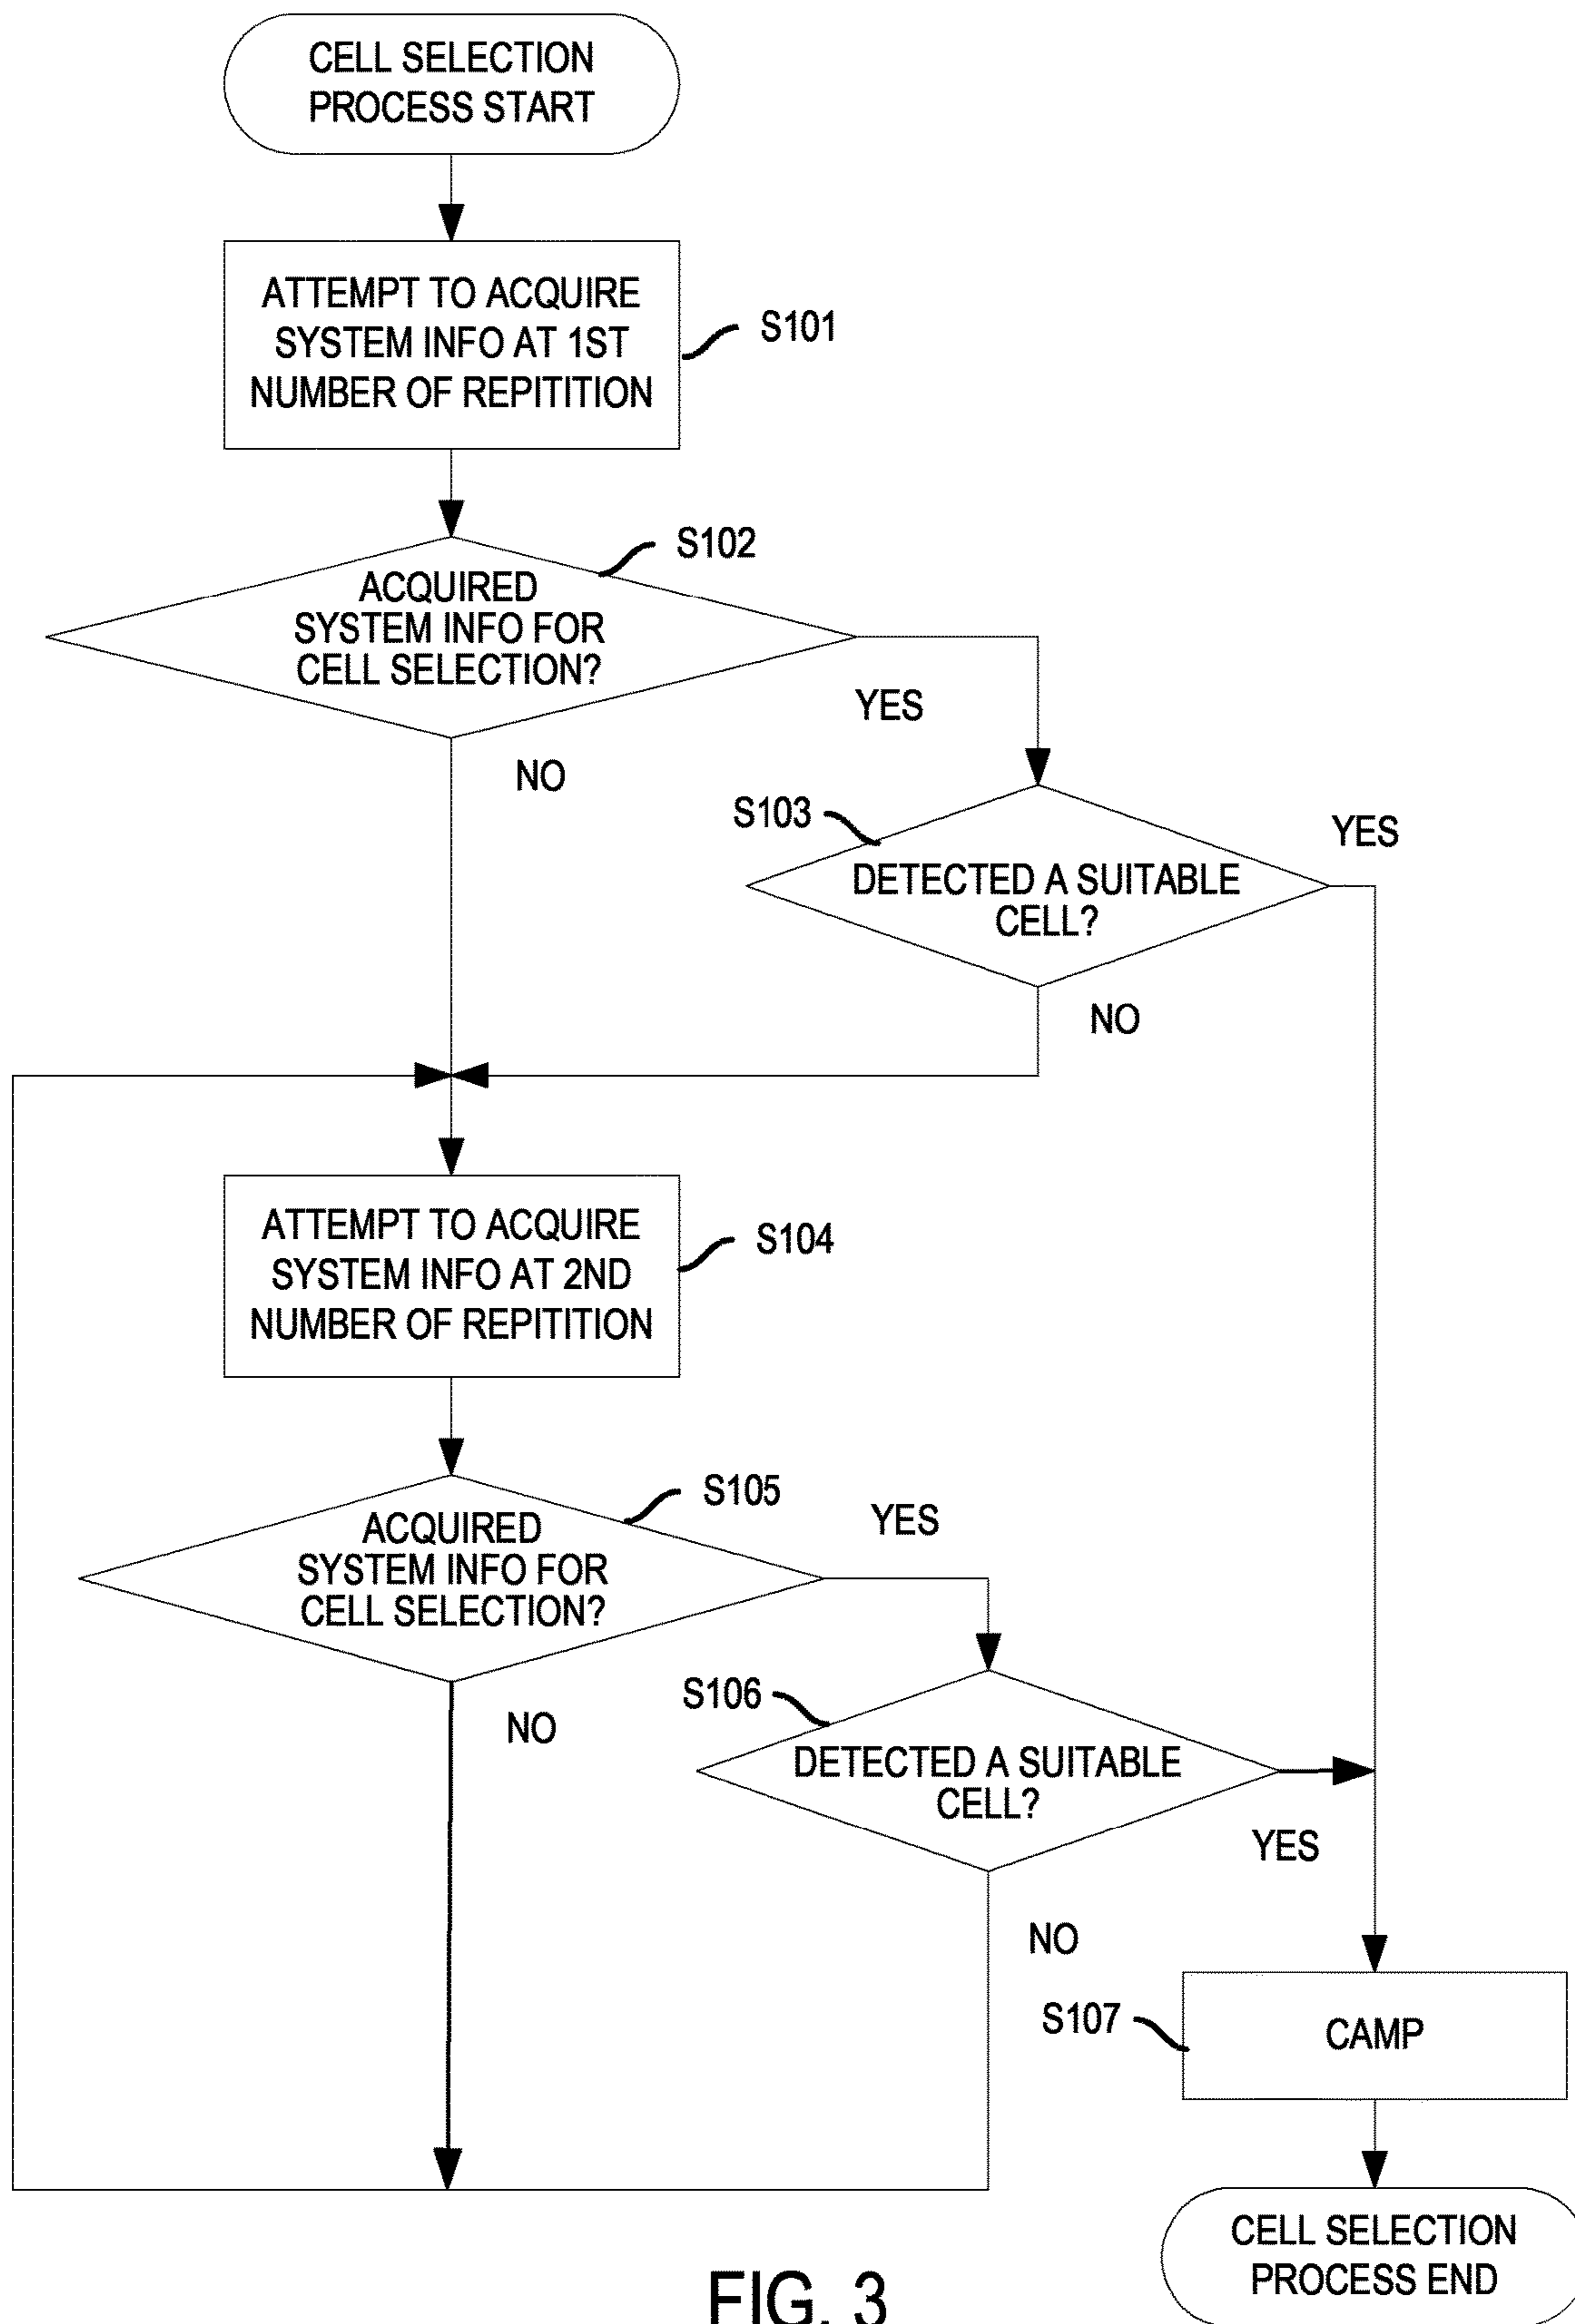 CELL SELECTION
PROCESS START
ATTEMPT TO ACQUIRE
SYSTEM INFO AT 1ST
NUMBER OF REPITITION
S101
S102
ACQUIRED
SYSTEM INFO FOR
CELL SELECTION?
YES
NO
S103
YES
DETECTED A SUITABLE
CELL?
NO
ATTEMPT TO ACQUIRE
SYSTEM INFO AT 2ND
NUMBER OF REPITITION
S104
S105
YES
ACQUIRED
SYSTEM INFO FOR
CELL SELECTION?
NO
S106
DETECTED A SUITABLE
CELL?
YES
NO
S107
CAMP
CELL SELECTION
PROCESS END
FIG. 3